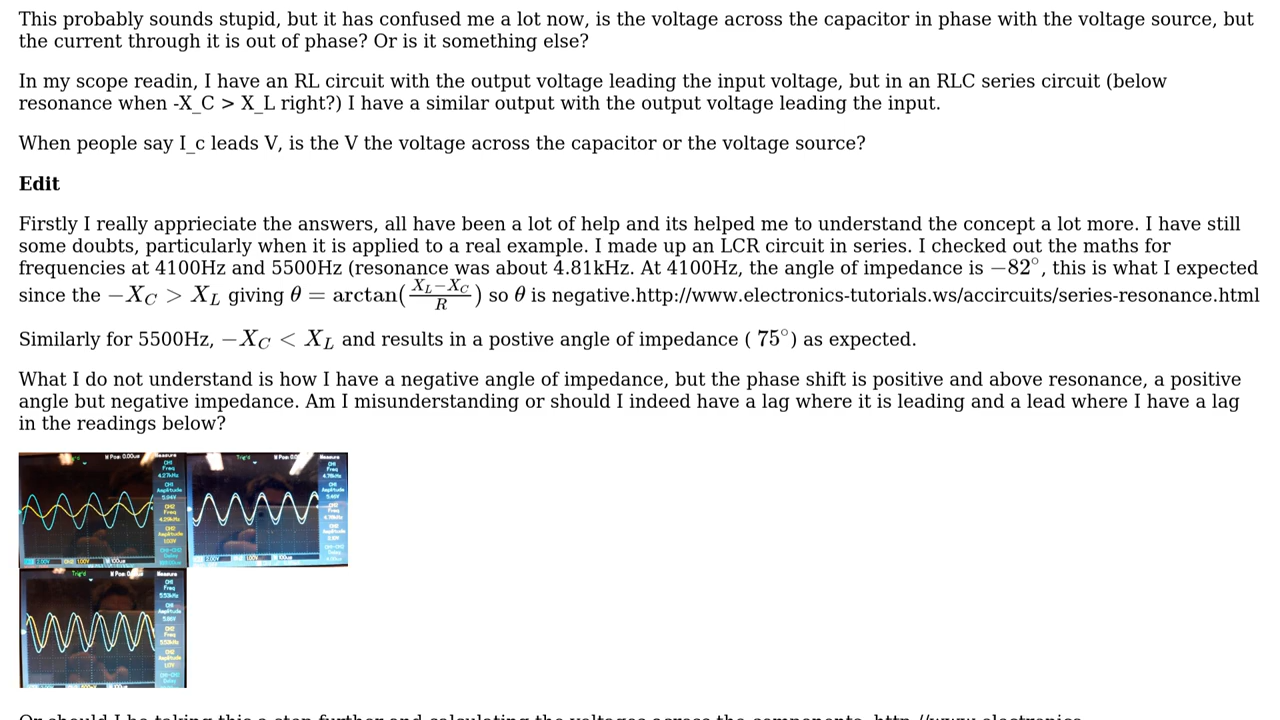 This probably sounds stupid, but it has confused me a lot now, is the voltage across the capacitor in phase with the voltage source, but
the current through it is out of phase? Or is it something else?
In my scope readin, I have an RL circuit with the output voltage leading the input voltage, but in an RLC series circuit (below
resonance when -X_C > X_L right?) I have a similar output with the output voltage leading the input.
When people say I_c leads V, is the V the voltage across the capacitor or the voltage source?
Edit
Firstly I really apprieciate the answers, all have been a lot of help and its helped me to understand the concept a lot more. I have still
some doubts, particularly when it is applied to a real example. I made up an LCR circuit in series. I checked out the maths for
frequencies at 4100Hz and 5500Hz (resonance was about 4.81kHz. At 4100Hz, the angle of impedance is −82°, this is what I expected
since the −X_C > X_L giving θ = arctan(\frac{X_L−X_C}{R}) so θ is negative.http://www.electronics-tutorials.ws/accircuits/series-resonance.html
Similarly for 5500Hz, −X_C < X_L and results in a postive angle of impedance ( 75°) as expected.
What I do not understand is how I have a negative angle of impedance, but the phase shift is positive and above resonance, a positive
angle but negative impedance. Am I misunderstanding or should I indeed have a lag where it is leading and a lead where I have a lag
in the readings below?